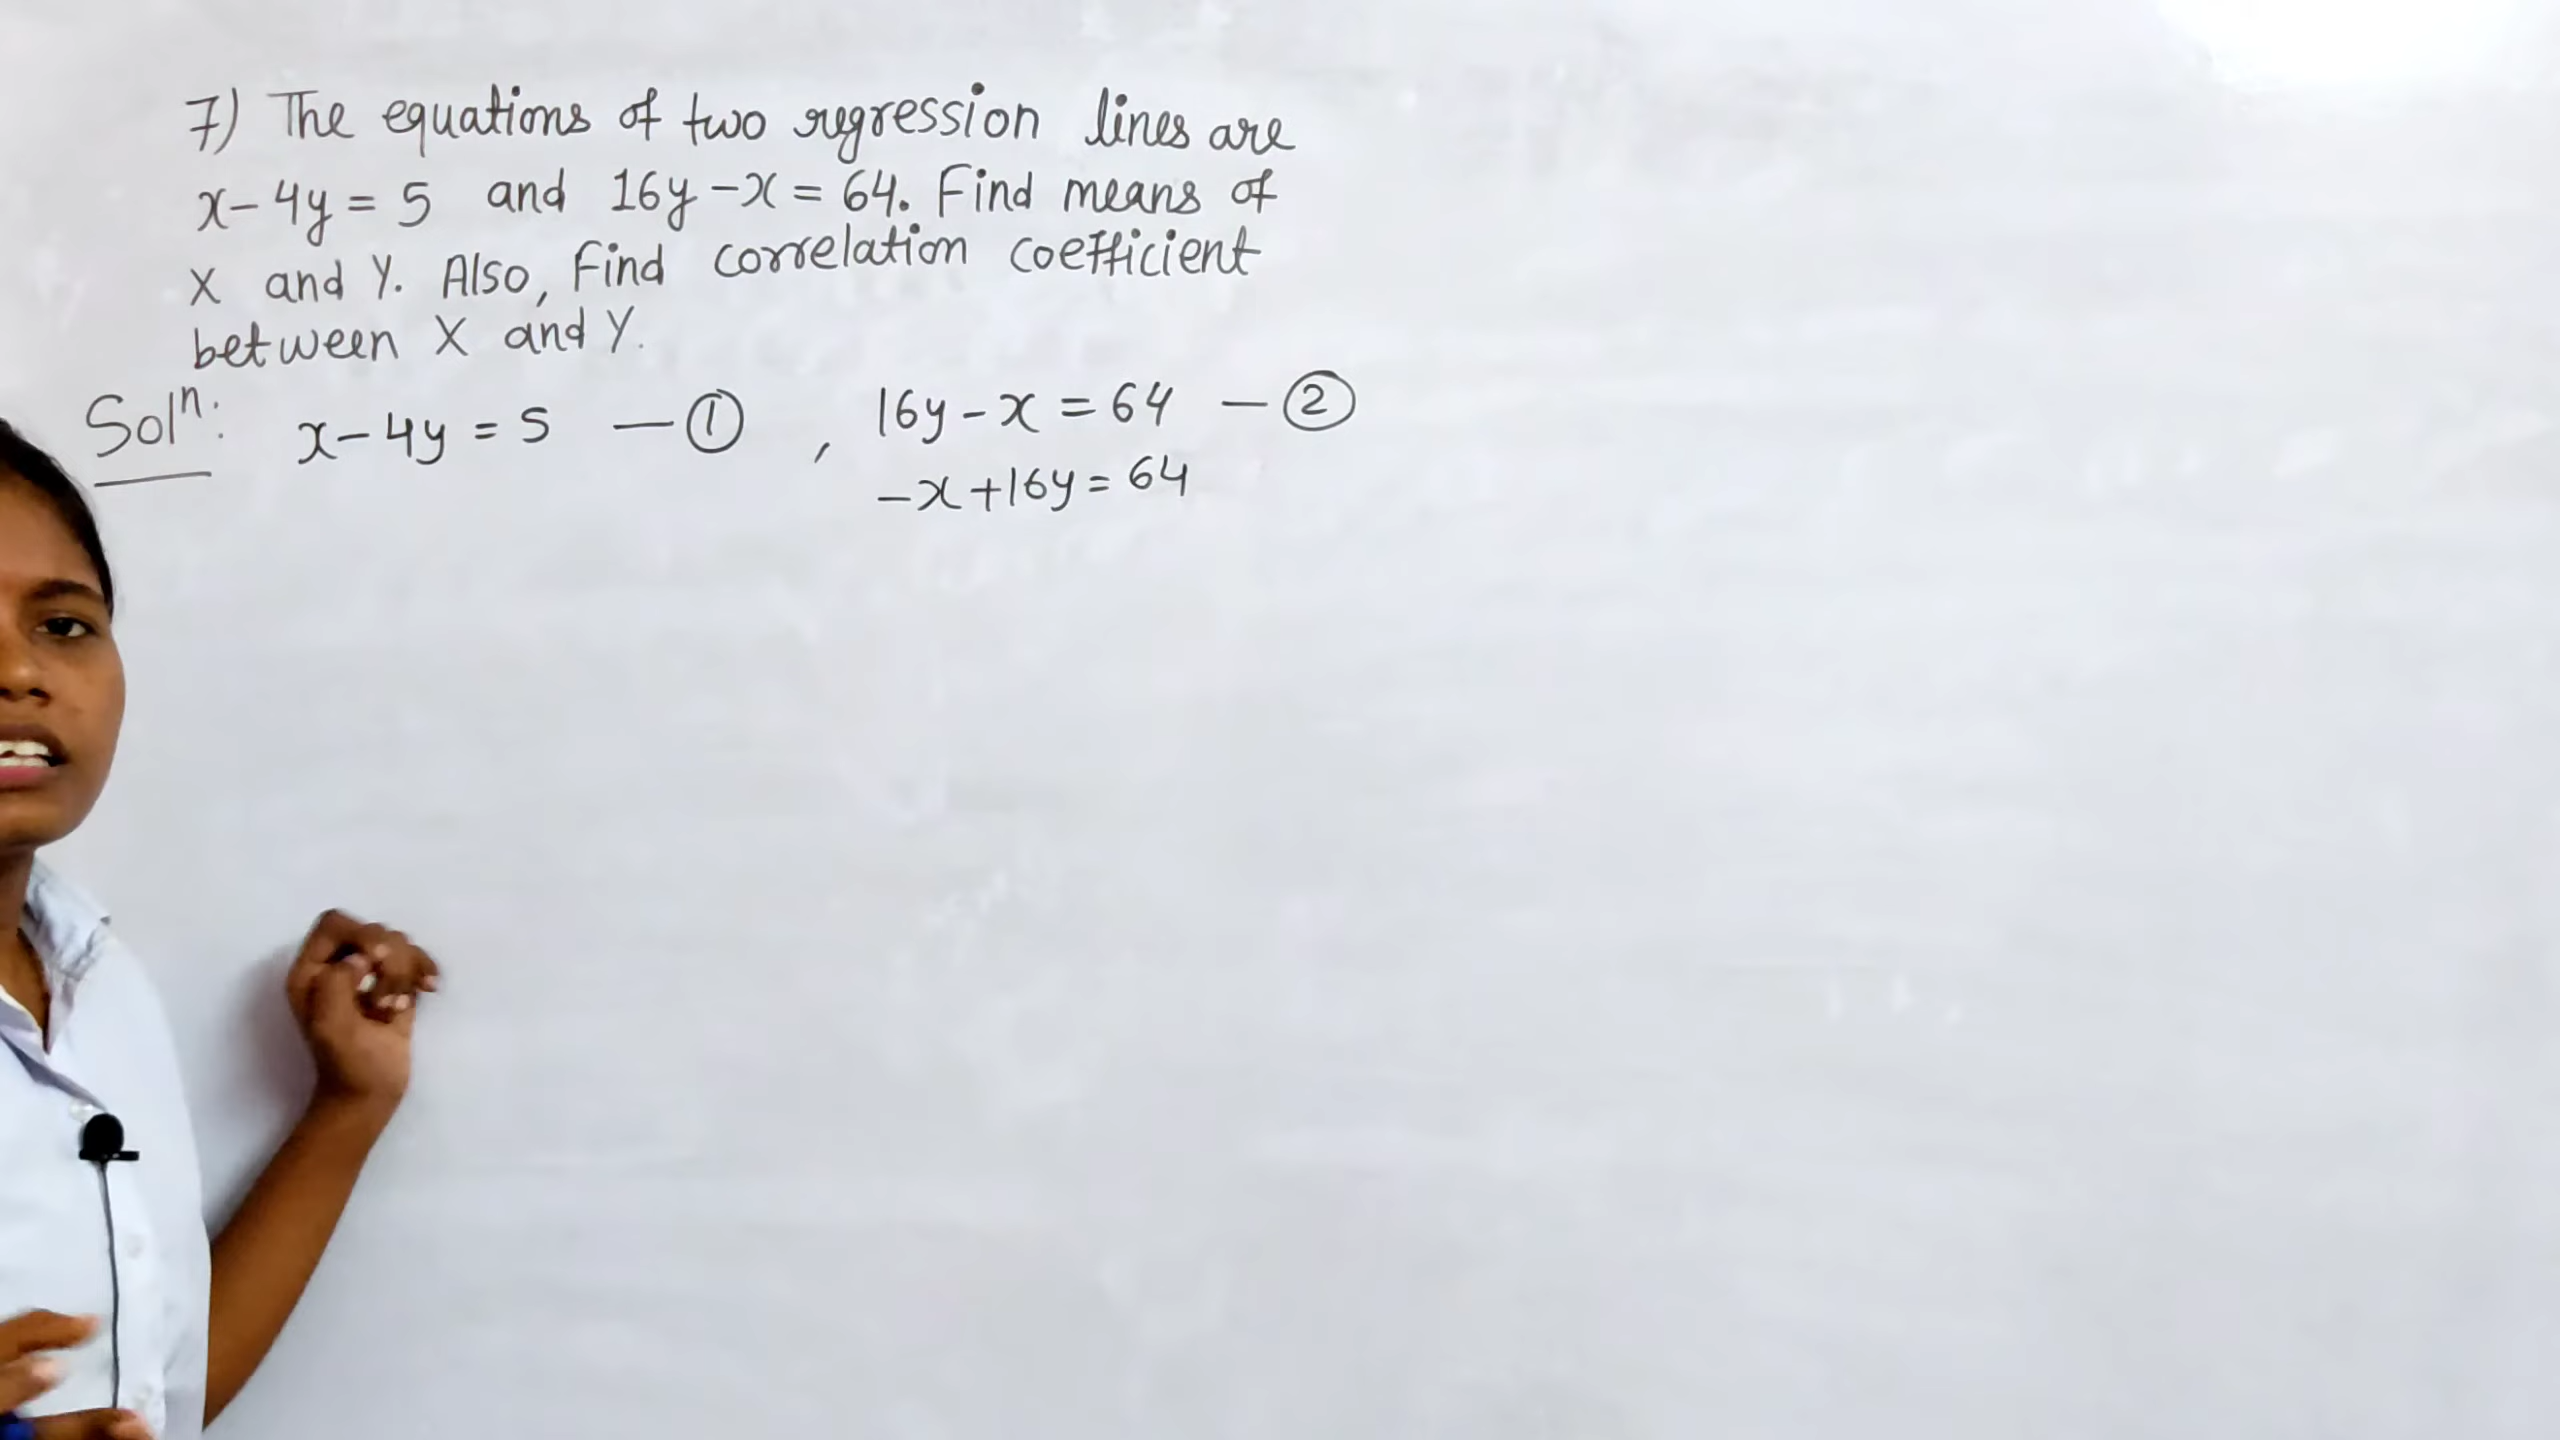 7) The equations of two regression lines are
x - 4y = 5 and 16y - x = 64. Find means of
X and Y. Also, Find correlation coefficient
between X and Y.
Solⁿ: x - 4y = 5 — ① , 16y - x = 64 — ②
-x + 16y = 64